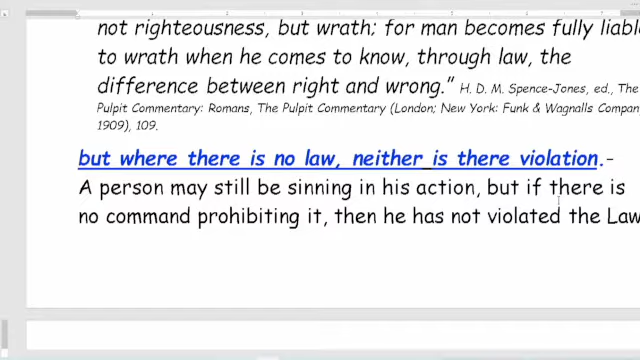 not righteousness, but wrath; for man becomes fully liable
to wrath when he comes to know, through law, the
difference between right and wrong.” H. D. M. Spence-Jones, ed., The
Pulpit Commentary: Romans, The Pulpit Commentary (London; New York: Funk & Wagnalls Compan
1909), 109.
but where there is no law, neither is there violation.-
A person may still be sinning in his action, but if there is
no command prohibiting it, then he has not violated the Law